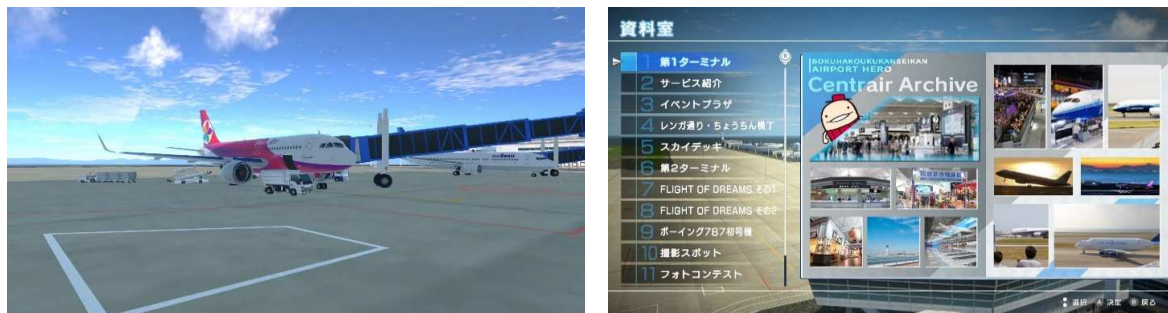 資料室
1 第1ターミナル
2 サービス紹介
3 イベントプラザ
4 レンガ通り・ちょうちん横丁
5 スカイデッキ
6 第2ターミナル
7 FLIGHT OF DREAMS その1
8 FLIGHT OF DREAMS その2
9 ボーイング787初号機
10 撮影スポット
11 フォトコンテスト
BOKUHAKOUKUKANSEIKAN
AIRPORT HERO
Centrair Archive
選択 A 決定 B 戻る